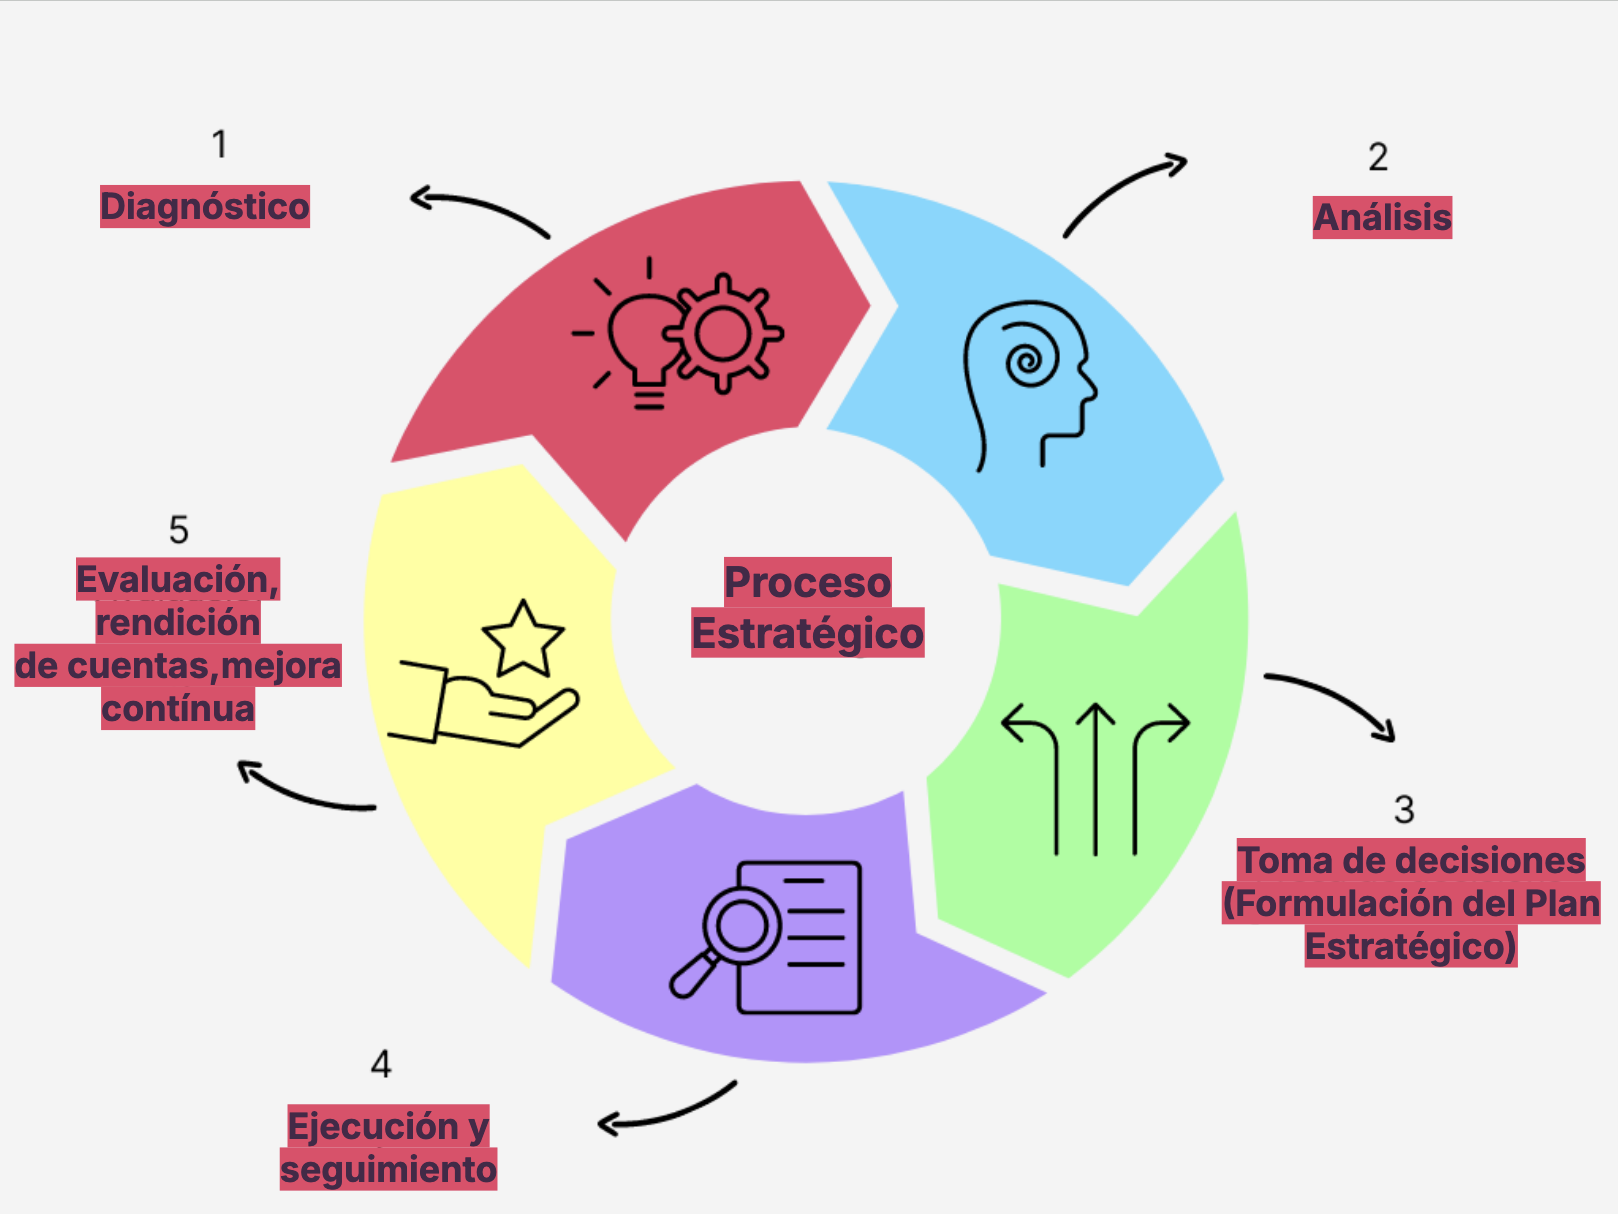 1
Diagnóstico
2
Análisis
Proceso
Estratégico
3
Toma de decisiones
(Formulación del Plan
Estratégico)
4
Ejecución y
seguimiento
5
Evaluación,
rendición
de cuentas,mejora
contínua